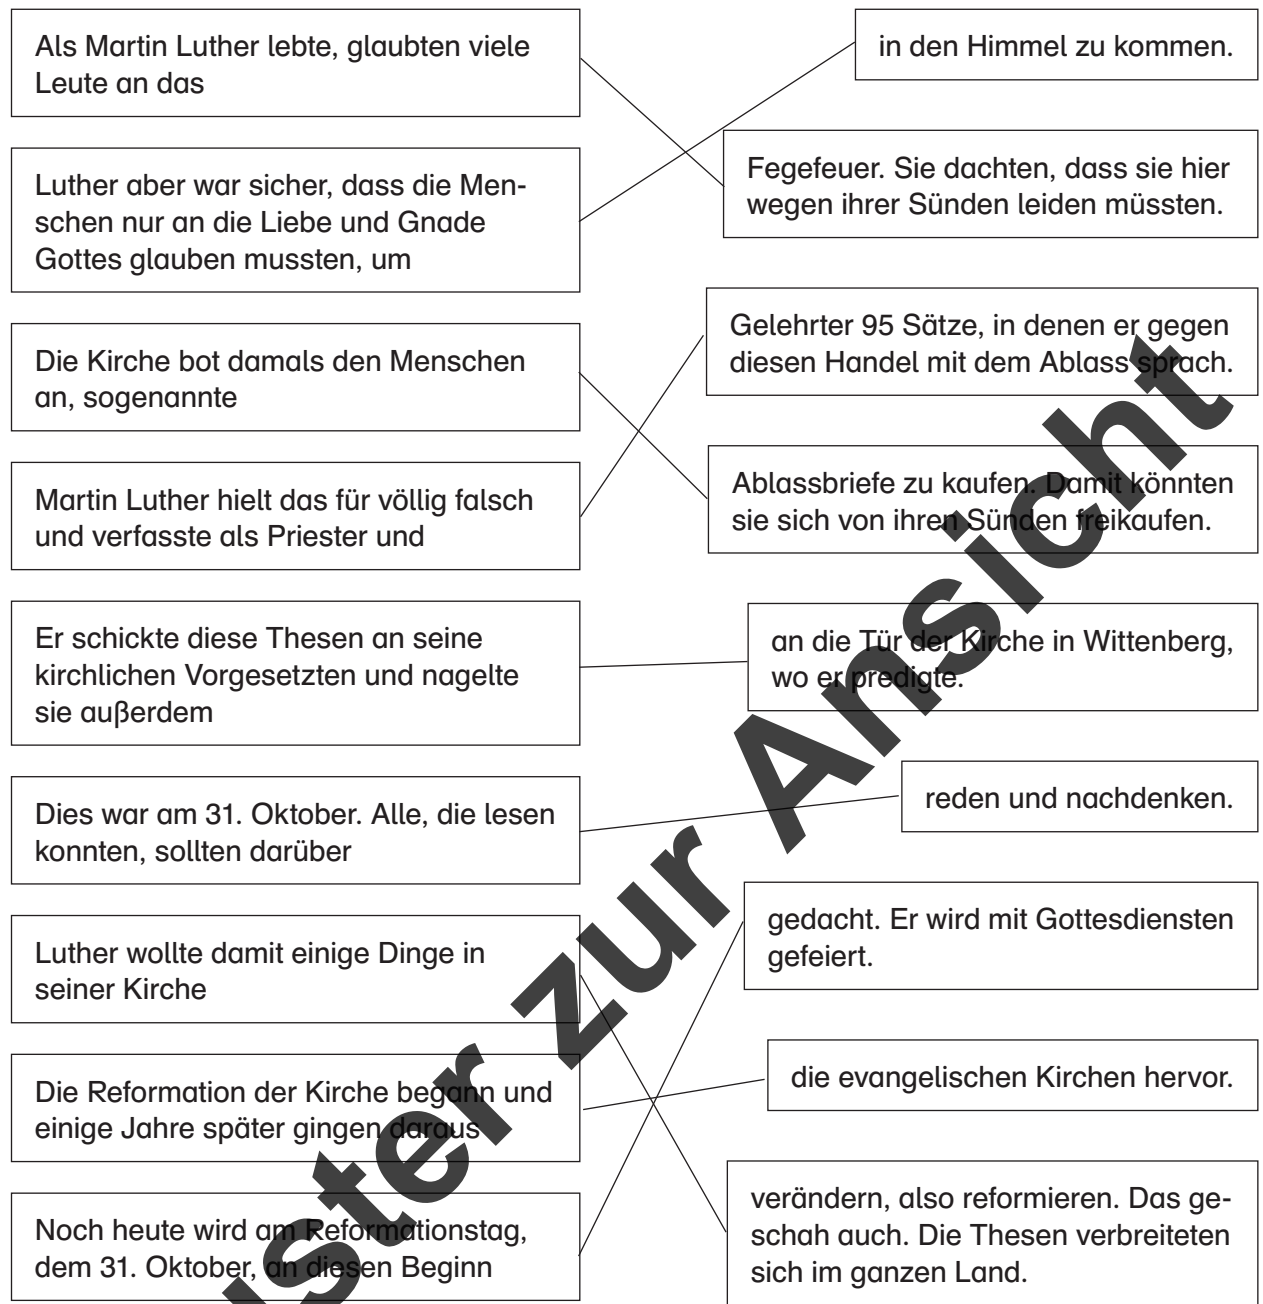 Als Martin Luther lebte, glaubten viele
Leute an das
in den Himmel zu kommen.
Luther aber war sicher, dass die Men-
schen nur an die Liebe und Gnade
Gottes glauben mussten, um
Fegefeuer. Sie dachten, dass sie hier
wegen ihrer Sünden leiden müssten.
Die Kirche bot damals den Menschen
an, sogenannte
Gelehrter 95 Sätze, in denen er gegen
diesen Handel mit dem Ablass sprach.
Martin Luther hielt das für völlig falsch
und verfasste als Priester und
Ablassbriefe zu kaufen. Damit könnten
sie sich von ihren Sünden freikaufen.
Er schickte diese Thesen an seine
kirchlichen Vorgesetzten und nagelte
sie außerdem
an die Tür der Kirche in Wittenberg,
wo er predigte.
Dies war am 31. Oktober. Alle, die lesen
konnten, sollten darüber
reden und nachdenken.
Luther wollte damit einige Dinge in
seiner Kirche
gedacht. Er wird mit Gottesdiensten
gefeiert.
Die Reformation der Kirche begann und
einige Jahre später gingen daraus
die evangelischen Kirchen hervor.
Noch heute wird am Reformationstag,
dem 31. Oktober, an diesen Beginn
verändern, also reformieren. Das ge-
schah auch. Die Thesen verbreiteten
sich im ganzen Land.
uster zur Ansicht